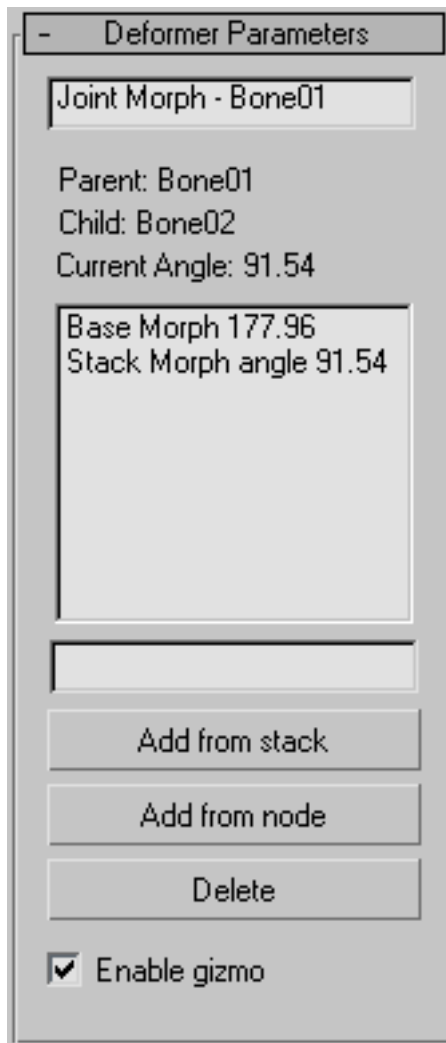 - Deformer Parameters
Joint Morph - Bone01
Parent: Bone01
Child: Bone02
Current Angle: 91.54
Base Morph 177.96
Stack Morph angle 91.54
Add from stack
Add from node
Delete
Enable gizmo